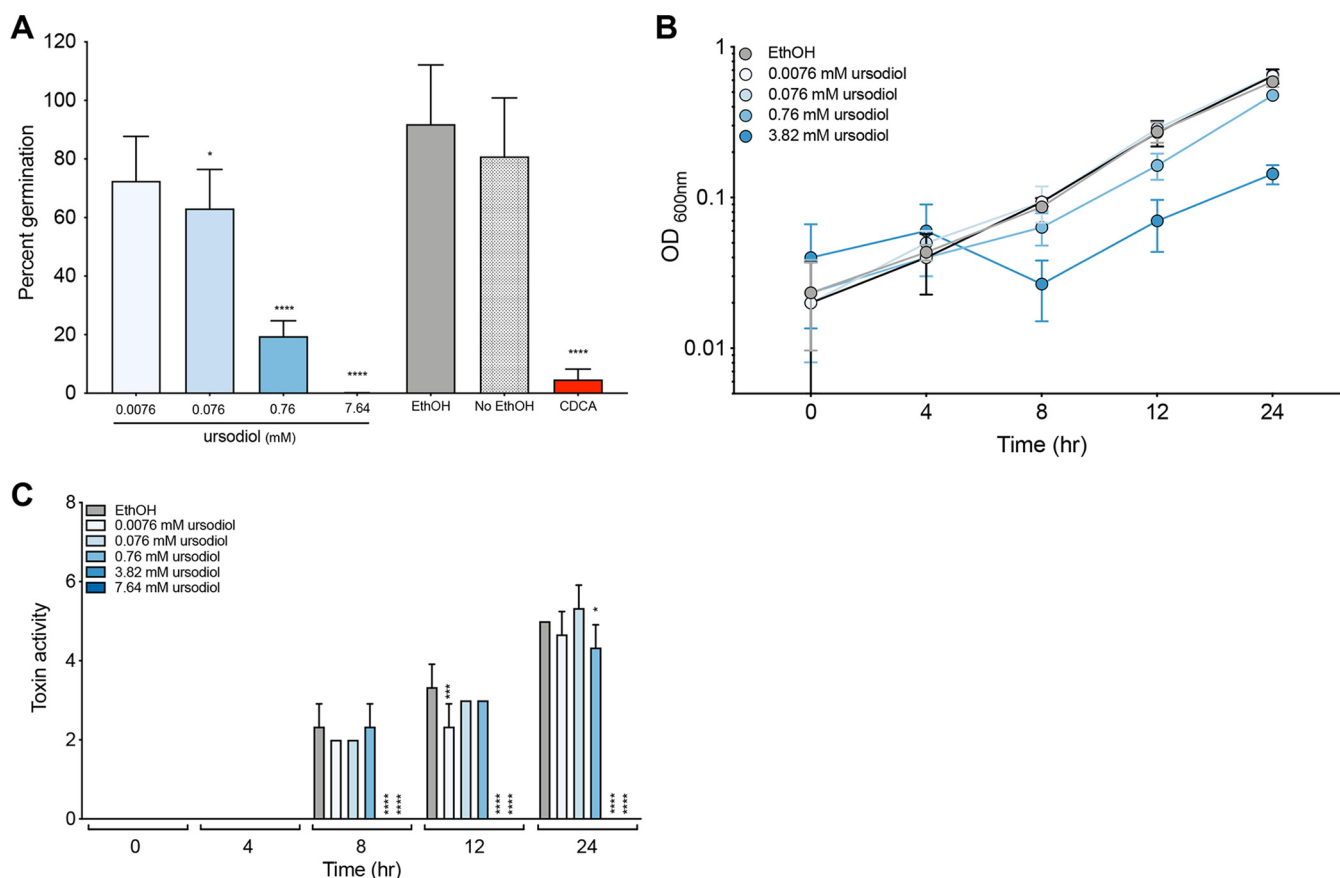 A
120
100
80
60
40
20
0
Percent germination
*
****
****
****
0.0076
0.076
0.76
7.64
EthOH
No EthOH
CDCA
ursodiol (mM)
B
EthOH
0.0076 mM ursodiol
0.076 mM ursodiol
0.76 mM ursodiol
3.82 mM ursodiol
1
0.1
0.01
OD 600nm
0
4
8
12
24
Time (hr)
C
EthOH
0.0076 mM ursodiol
0.076 mM ursodiol
0.76 mM ursodiol
3.82 mM ursodiol
7.64 mM ursodiol
8
6
4
2
0
Toxin activity
****
****
***
****
****
*
****
****
0
4
8
12
24
Time (hr)